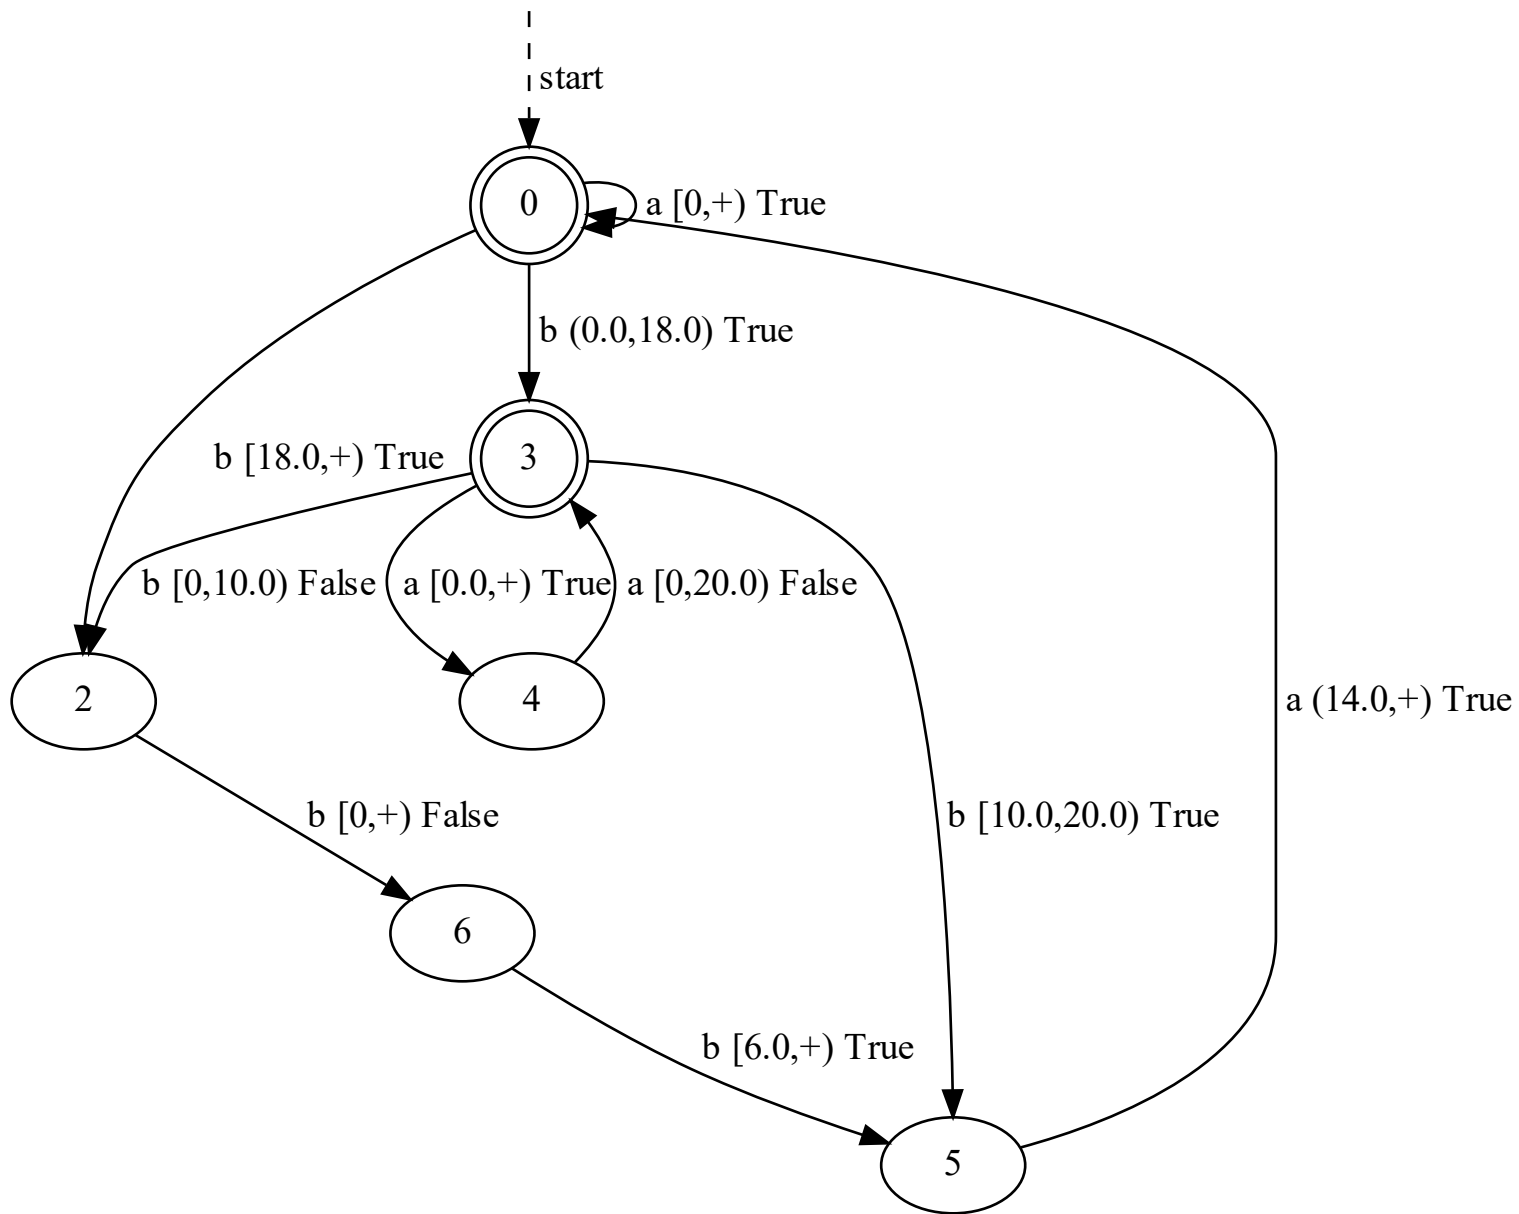 start
0
a [0,+) True
b (0.0,18.0) True
b [18.0,+) True
3
b [0,10.0) False
a [0.0,+) True
a [0,20.0) False
2
4
a (14.0,+) True
b [0,+) False
b [10.0,20.0) True
6
b [6.0,+) True
5